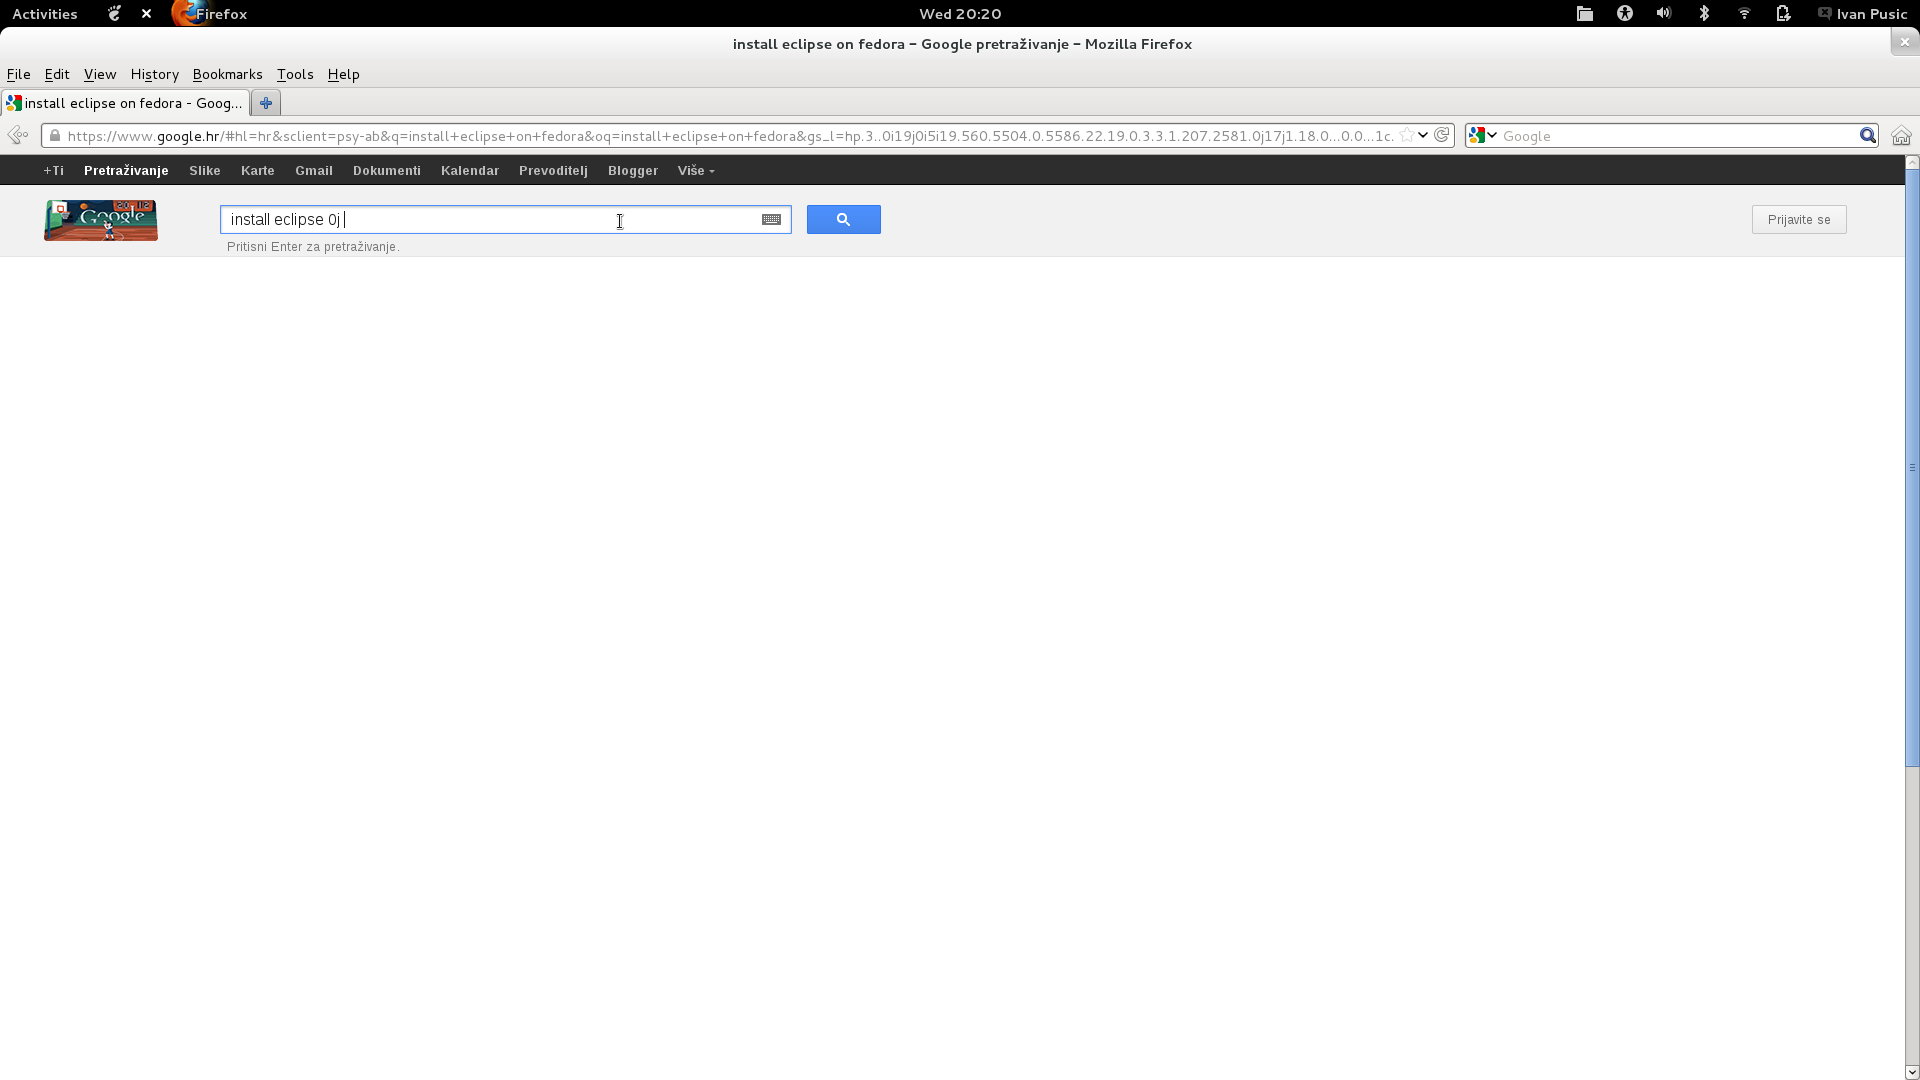 Activities Firefox Wed 20:20 Ivan Pusic
install eclipse on fedora – Google pretraživanje – Mozilla Firefox
File Edit View History Bookmarks Tools Help
install eclipse on fedora - Goog...
https://www.google.hr/#hl=hr&sclient=psy-ab&q=install+eclipse+on+fedora&oq=install+eclipse+on+fedora&gs_l=hp.3..0i19j0i5i19.560.5504.0.5586.22.19.0.3.3.1.207.2581.0j17j1.18.0...0.0...1c. Google
+Ti Pretraživanje Slike Karte Gmail Dokumenti Kalendar Prevoditelj Blogger Više
Google install eclipse 0j Prijavite se
Pritisni Enter za pretraživanje.